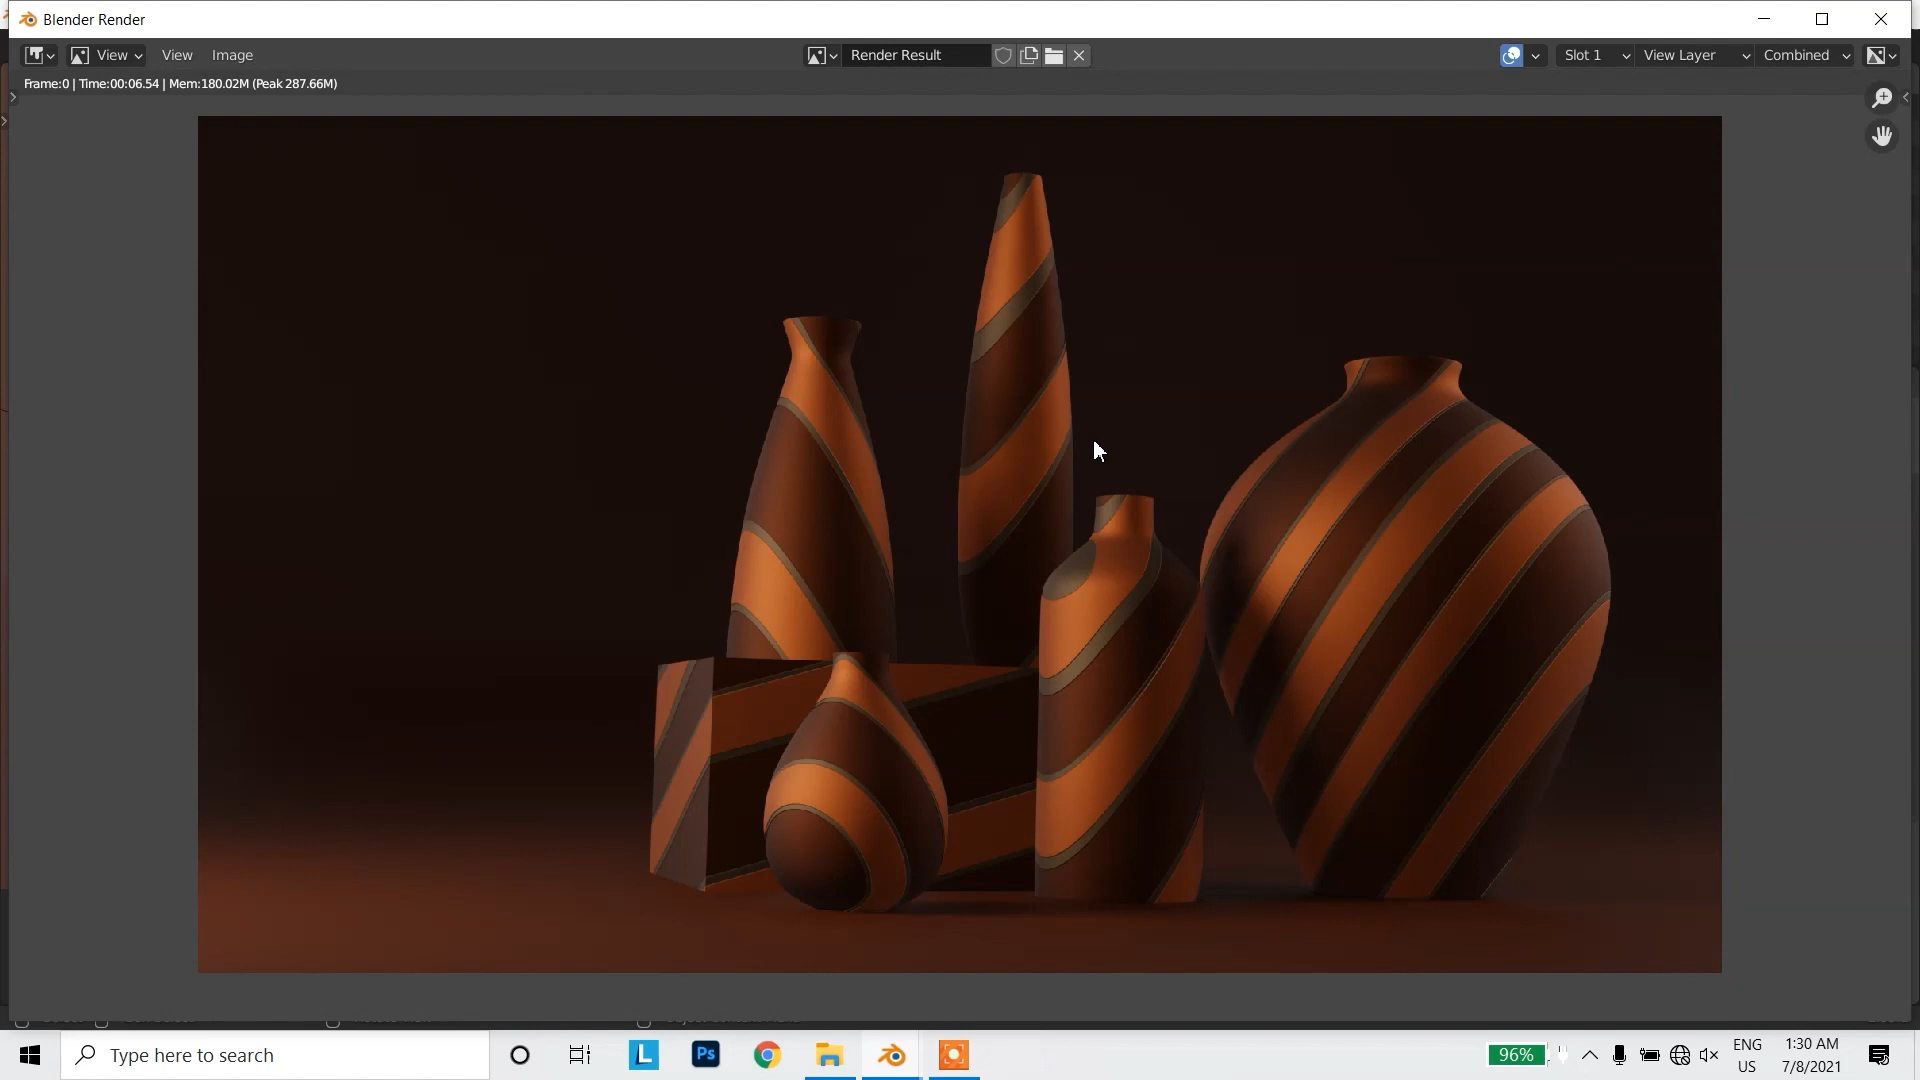 Blender Render
View View Image Render Result Slot 1 View Layer Combined
Frame:0 | Time:00:06.54 | Mem:180.02M (Peak 287.66M)
Type here to search L Ps 96% ENG US 1:30 AM 7/8/2021